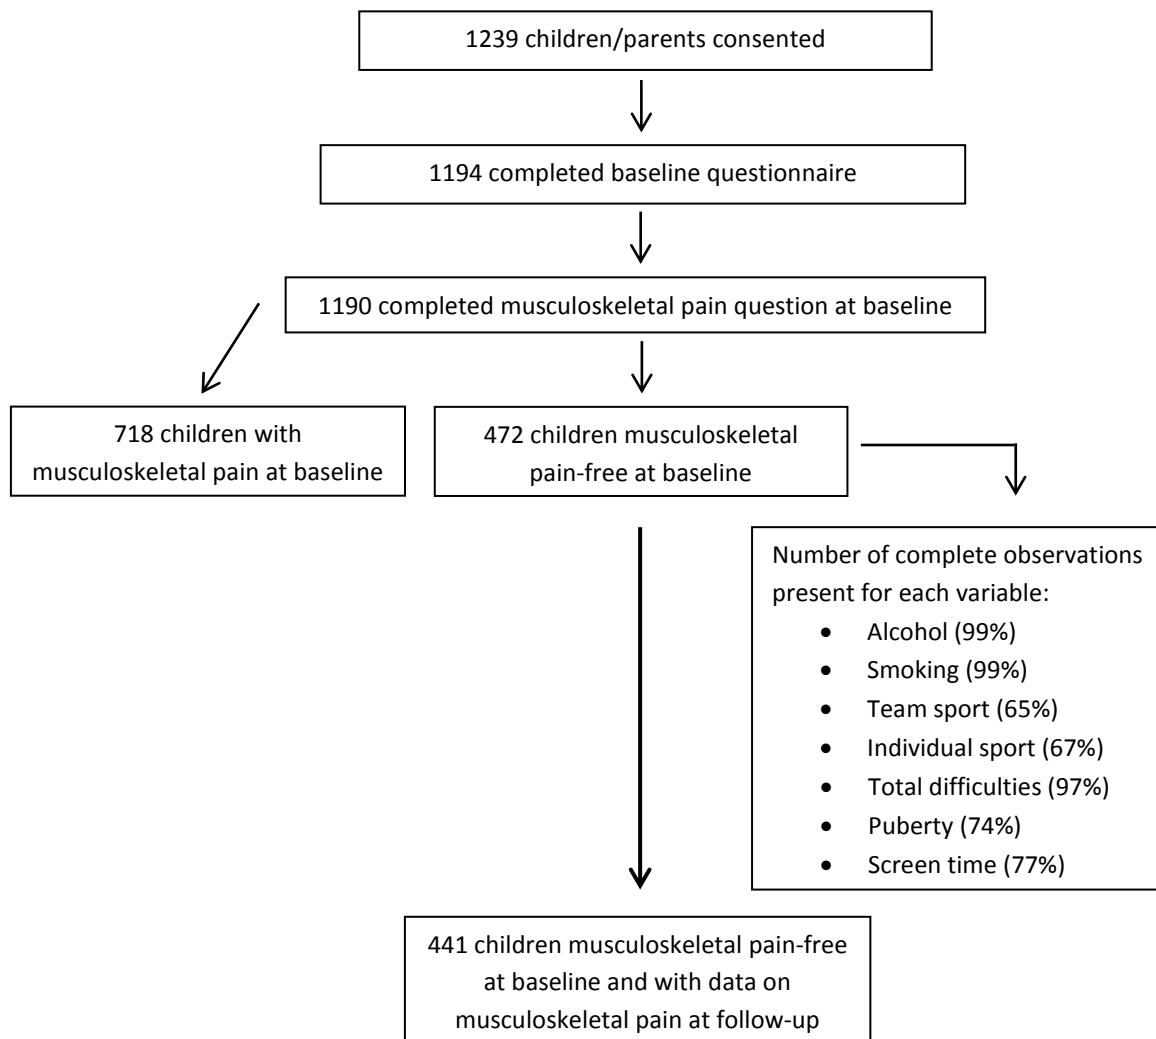 1239 children/parents consented
1194 completed baseline questionnaire
1190 completed musculoskeletal pain question at baseline
718 children with
musculoskeletal pain at baseline
472 children musculoskeletal
pain-free at baseline
Number of complete observations
present for each variable:
• Alcohol (99%)
• Smoking (99%)
• Team sport (65%)
• Individual sport (67%)
• Total difficulties (97%)
• Puberty (74%)
• Screen time (77%)
441 children musculoskeletal pain-free
at baseline and with data on
musculoskeletal pain at follow-up